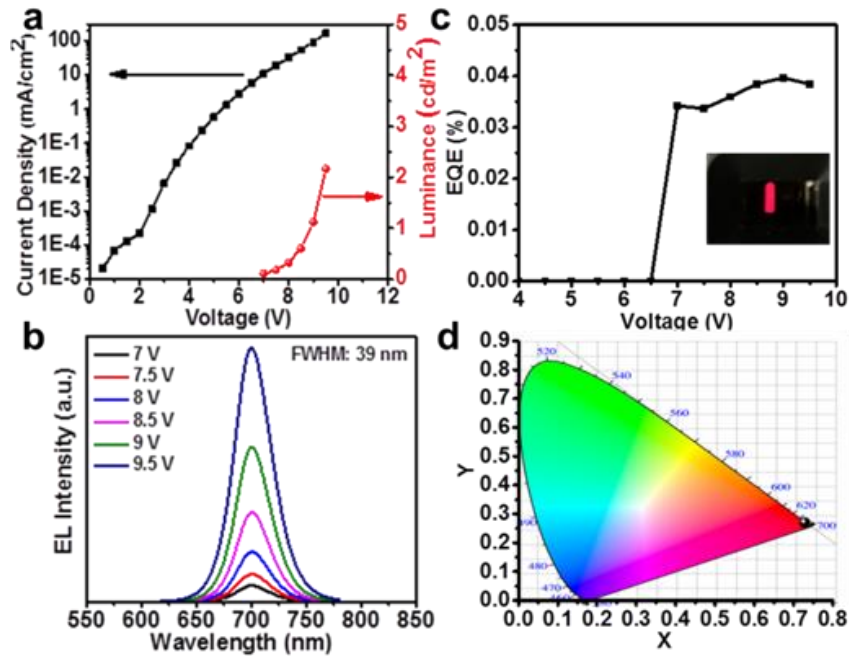 a
Current Density (mA/cm2)
100
10
1
1E-1
1E-2
1E-3
1E-4
1E-5
0 2 4 6 8 10 12
Voltage (V)
5
4
3
2
1
0
Luminance (cd/m2)
c
EQE (%)
0.05
0.04
0.03
0.02
0.01
0.00
4 5 6 7 8 9 10
Voltage (V)
b
EL Intensity (a.u.)
7 V
7.5 V
8 V
8.5 V
9 V
9.5 V
FWHM: 39 nm
550 600 650 700 750 800 850
Wavelength (nm)
d
Y
0.9
0.8
0.7
0.6
0.5
0.4
0.3
0.2
0.1
0.0
520
540
560
580
600
620
700
480
470
0.0 0.1 0.2 0.3 0.4 0.5 0.6 0.7 0.8
X